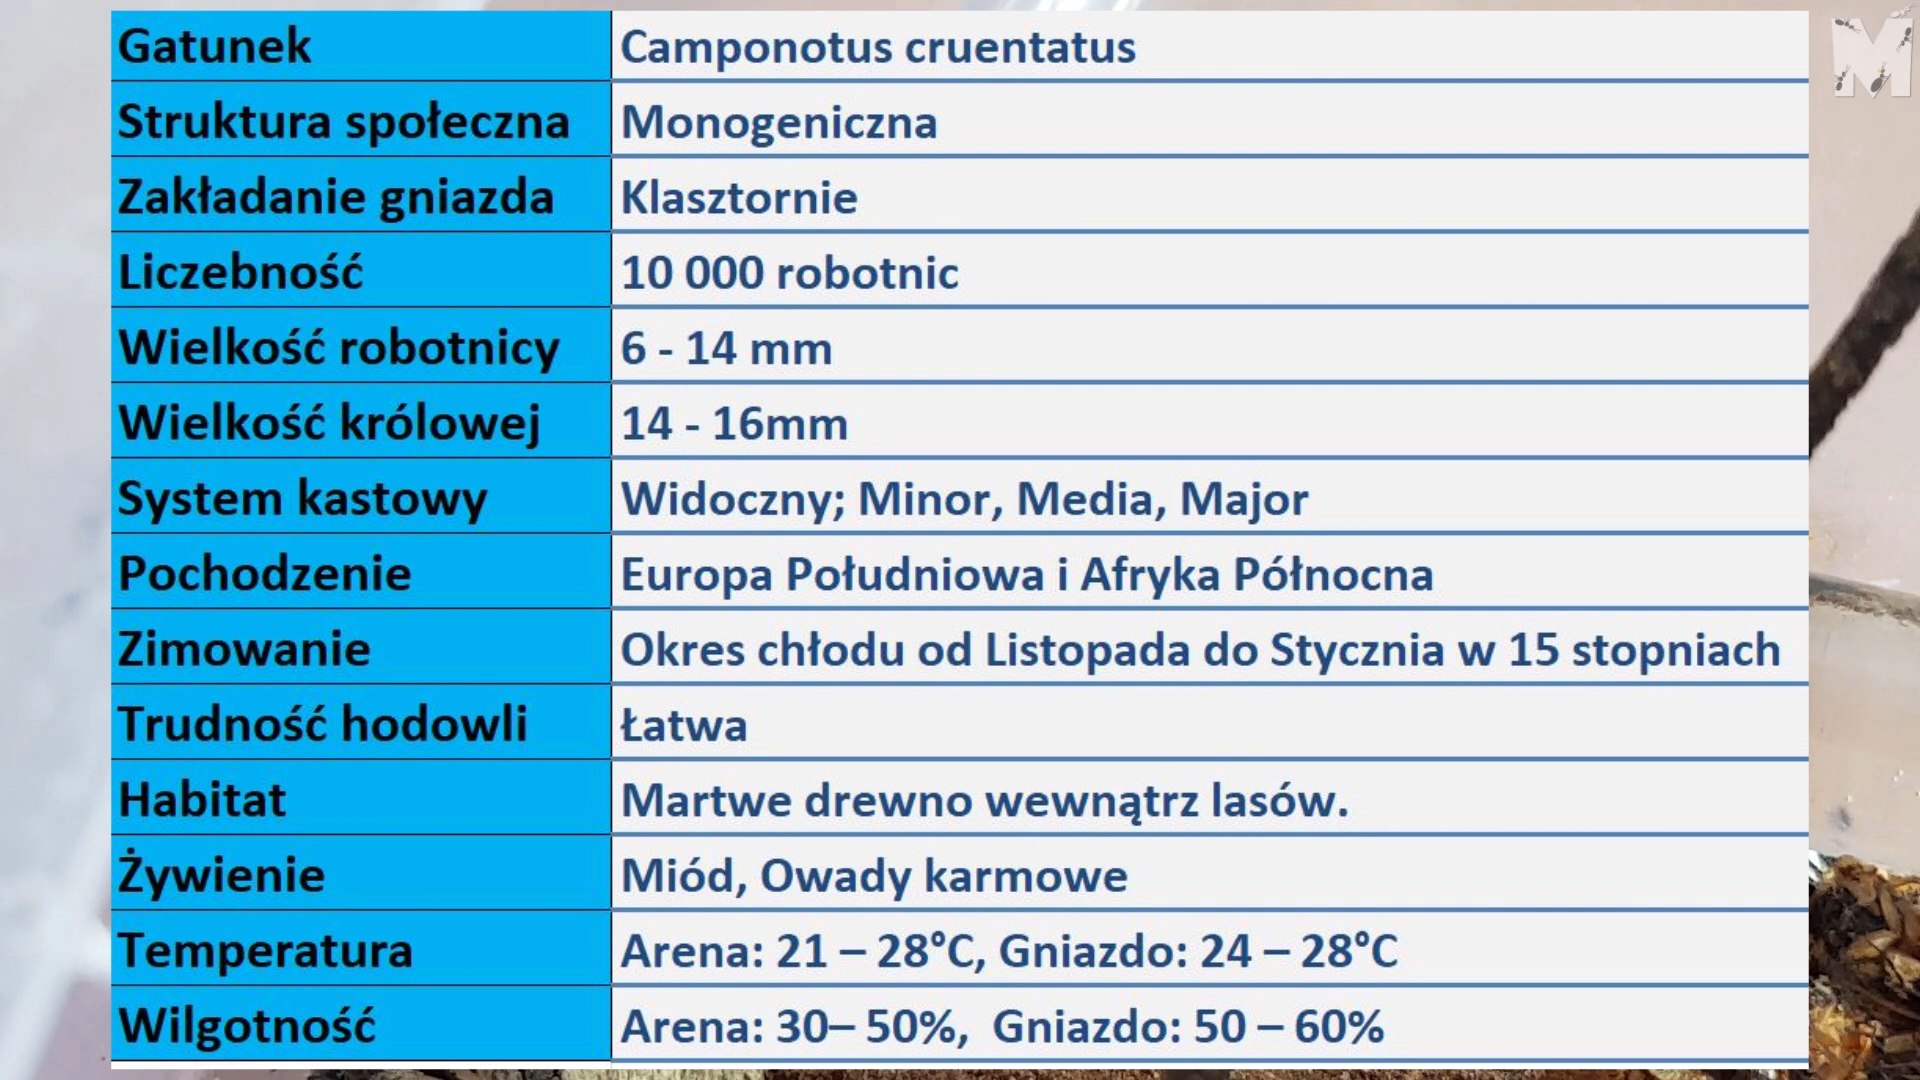 Gatunek Camponotus cruentatus
Struktura społeczna Monogeniczna
Zakładanie gniazda Klasztornie
Liczebność 10 000 robotnic
Wielkość robotnicy 6 - 14 mm
Wielkość królowej 14 - 16mm
System kastowy Widoczny; Minor, Media, Major
Pochodzenie Europa Południowa i Afryka Północna
Zimowanie Okres chłodu od Listopada do Stycznia w 15 stopniach
Trudność hodowli Łatwa
Habitat Martwe drewno wewnątrz lasów.
Żywienie Miód, Owady karmowe
Temperatura Arena: 21 – 28°C, Gniazdo: 24 – 28°C
Wilgotność Arena: 30– 50%, Gniazdo: 50 – 60%
M